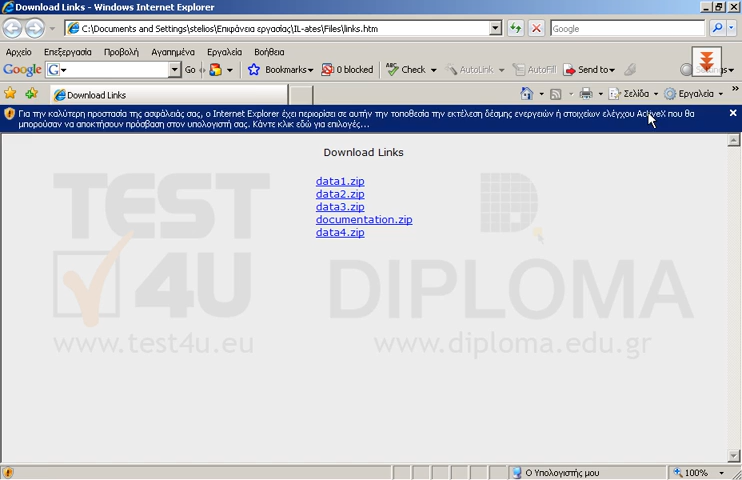 Download Links - Windows Internet Explorer
C:\Documents and Settings\stelios\Επιφάνεια εργασίας\IL-ates\Files\links.htm
Google
Αρχείο Επεξεργασία Προβολή Αγαπημένα Εργαλεία Βοήθεια
Google G Go Bookmarks 0 blocked Check AutoLink AutoFill Send to
Download Links Σελίδα Εργαλεία
Για την καλύτερη προστασία της ασφάλειάς σας, ο Internet Explorer έχει περιορίσει σε αυτήν την τοποθεσία την εκτέλεση δέσμης ενεργειών ή στοιχείων ελέγχου ActiveX που θα
μπορούσαν να αποκτήσουν πρόσβαση στον υπολογιστή σας. Κάντε κλικ εδώ για επιλογές...
Download Links
data1.zip
data2.zip
data3.zip
documentation.zip
data4.zip
TEST
4U
www.test4u.eu
DIPLOMA
www.diploma.edu.gr
Ο Υπολογιστής μου 100%